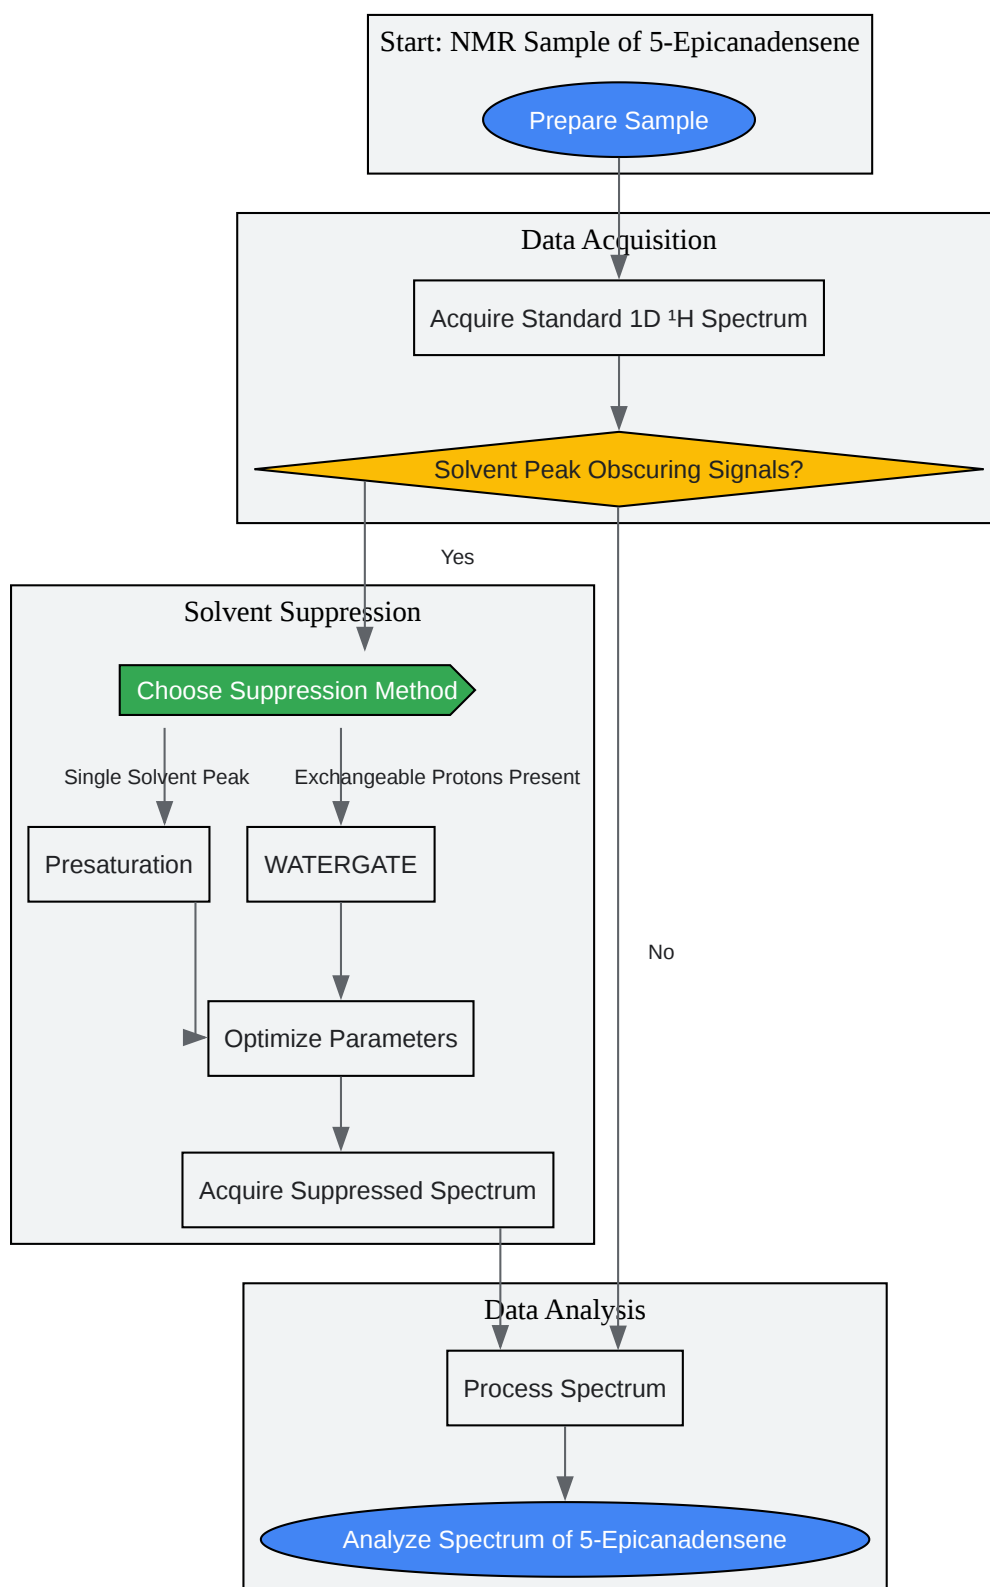 Start: NMR Sample of 5-Epicanadensene
Prepare Sample
Data Acquisition
Acquire Standard 1D ¹H Spectrum
Solvent Peak Obscuring Signals?
Yes
Solvent Suppression
Choose Suppression Method
Single Solvent Peak
Exchangeable Protons Present
Presaturation
WATERGATE
No
Optimize Parameters
Acquire Suppressed Spectrum
Data Analysis
Process Spectrum
Analyze Spectrum of 5-Epicanadensene